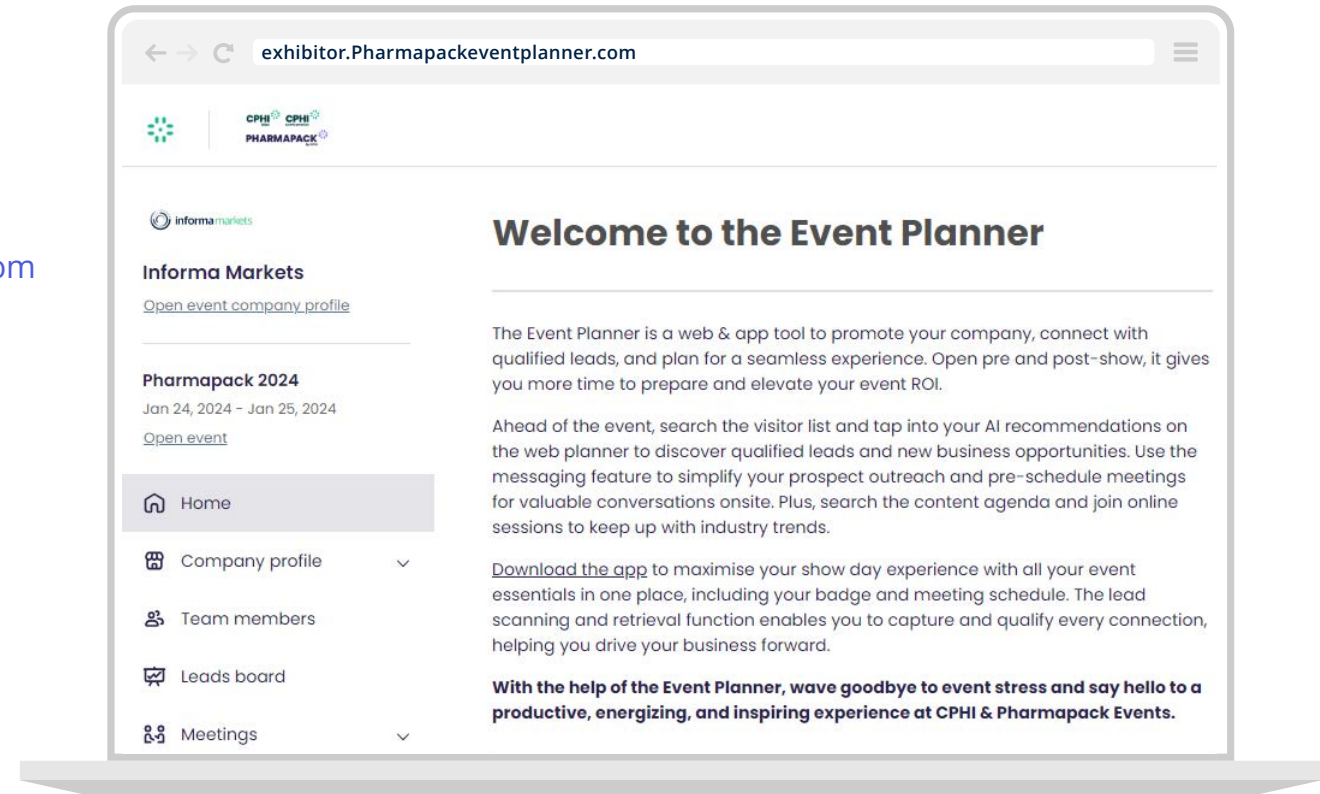 exhibitor.Pharmapackeventplanner.com
CPHI CPHI
PHARMAPACK
informa markets
Welcome to the Event Planner
om
Informa Markets
Open event company profile
The Event Planner is a web & app tool to promote your company, connect with
qualified leads, and plan for a seamless experience. Open pre and post-show, it gives
you more time to prepare and elevate your event ROI.
Pharmapack 2024
Jan 24, 2024 - Jan 25, 2024
Open event
Ahead of the event, search the visitor list and tap into your AI recommendations on
the web planner to discover qualified leads and new business opportunities. Use the
messaging feature to simplify your prospect outreach and pre-schedule meetings
for valuable conversations onsite. Plus, search the content agenda and join online
sessions to keep up with industry trends.
Home
Company profile
Team members
Leads board
Meetings
Download the app to maximise your show day experience with all your event
essentials in one place, including your badge and meeting schedule. The lead
scanning and retrieval function enables you to capture and qualify every connection,
helping you drive your business forward.
With the help of the Event Planner, wave goodbye to event stress and say hello to a
productive, energizing, and inspiring experience at CPHI & Pharmapack Events.